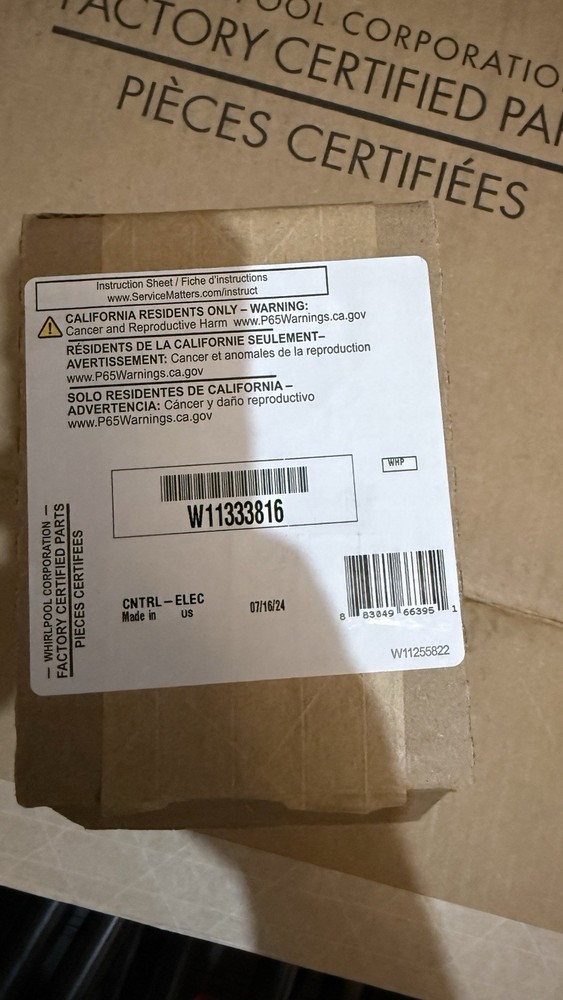 POOL CORPORATIO
FACTORY CERTIFIED PA
PIÈCES CERTIFIÉES
Instruction Sheet / Fiche d'instructions
www.ServiceMatters.com/instruct
CALIFORNIA RESIDENTS ONLY – WARNING:
Cancer and Reproductive Harm www.P65Warnings.ca.gov
RÉSIDENTS DE LA CALIFORNIE SEULEMENT–
AVERTISSEMENT: Cancer et anomales de la reproduction
www.P65Warnings.ca.gov
SOLO RESIDENTES DE CALIFORNIA –
ADVERTENCIA: Cáncer y daño reproductivo
www.P65Warnings.ca.gov
WHP
W11333816
— WHIRLPOOL CORPORATION —
FACTORY CERTIFIED PARTS
PIECES CERTIFEES
CNTRL–ELEC
Made in US
07/16/24
8 83049 66395 1
W11255822